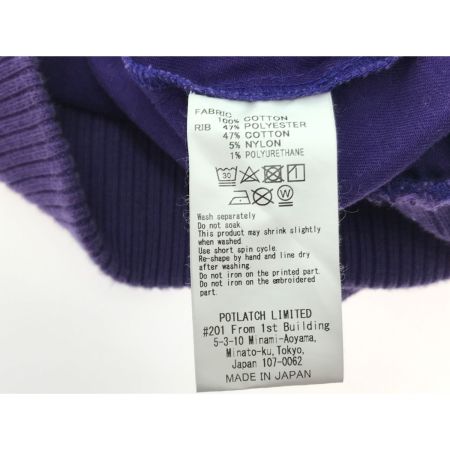 FABRIC
100% COTTON
RIB 47% POLYESTER
47% COTTON
5% NYLON
1% POLYURETHANE
30
W
Wash separately
Do not soak.
This product may shrink slightly
when washed
Use short spin cycle.
Re-shape by hand and line dry
after washing
Do not iron on the printed part.
Do not iron on the embroidered
part.
POTLATCH LIMITED
#201 From 1st Building
5-3-10 Minami-Aoyama,
Minato-ku,Tokyo,
Japan 107-0062
MADE IN JAPAN